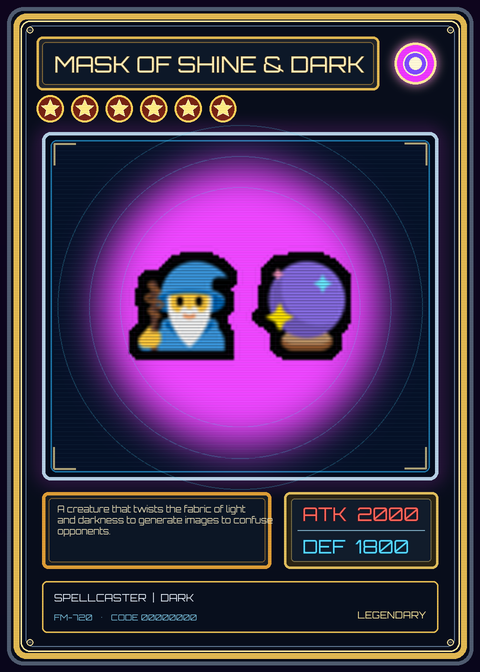 MASK OF SHINE & DARK
A creature that twists the fabric of light
and darkness to generate images to confuse
opponents.
ATK 2000
DEF 1800
SPELLCASTER | DARK
FM-720 · CODE 00000000
LEGENDARY